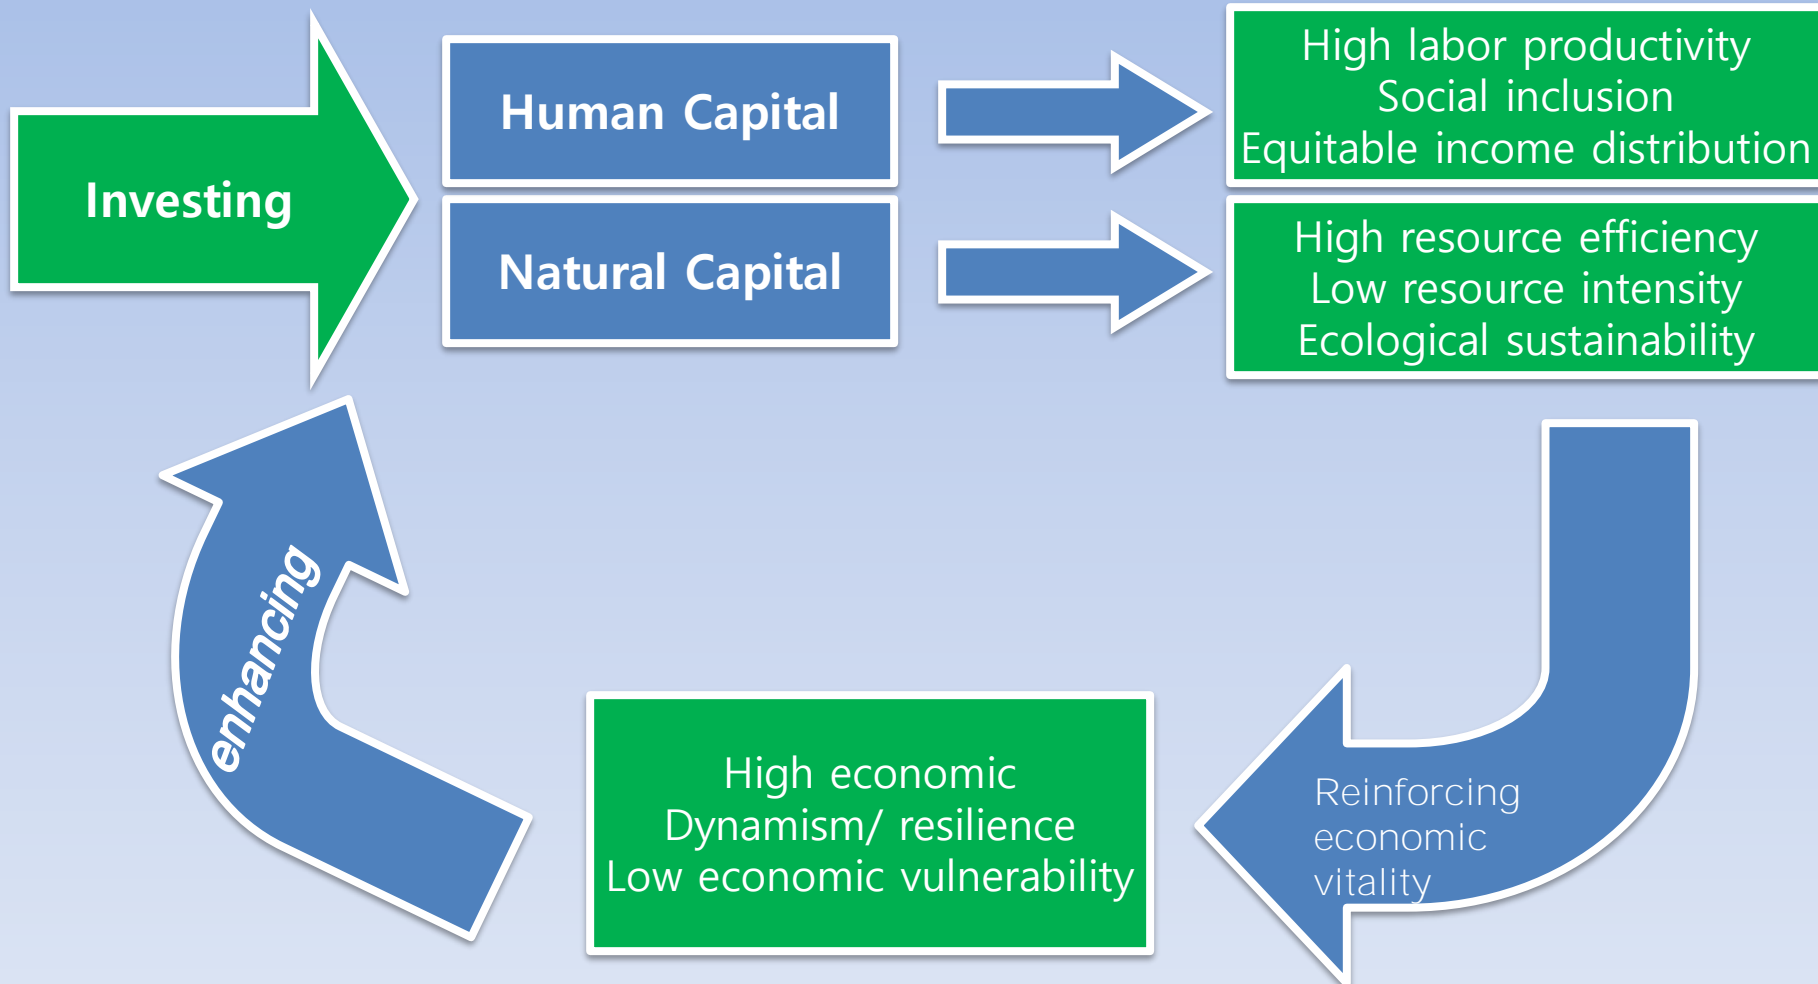 Investing
Human Capital
Natural Capital
High labor productivity
Social inclusion
Equitable income distribution
High resource efficiency
Low resource intensity
Ecological sustainability
Reinforcing
economic
vitality
High economic
Dynamism/ resilience
Low economic vulnerability
enhancing